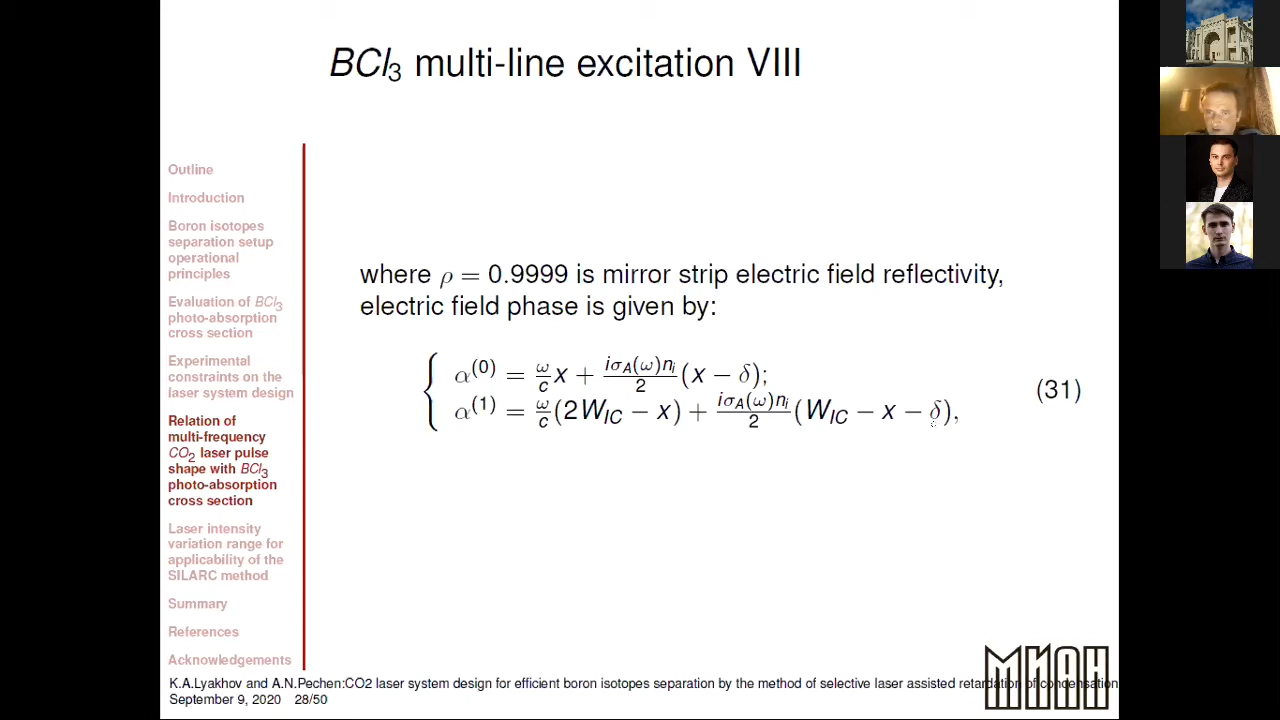 BCl₃ multi-line excitation VIII
Outline
Introduction
Boron isotopes
separation setup
operational
principles
Evaluation of BCl₃
photo-absorption
cross section
Experimental
constraints on the
laser system design
Relation of
multi-frequency
CO₂ laser pulse
shape with BCl₃
photo-absorption
cross section
Laser intensity
variation range for
applicability of the
SILARC method
Summary
References
Acknowledgements
where ρ = 0.9999 is mirror strip electric field reflectivity,
electric field phase is given by:
α⁽⁰⁾ = ω/c x + iσ_A(ω)n_i/2 (x − δ);
α⁽¹⁾ = ω/c (2W_IC − x) + iσ_A(ω)n_i/2 (W_IC − x − δ),
(31)
МИАН
K.A.Lyakhov and A.N.Pechen:CO2 laser system design for efficient boron isotopes separation by the method of selective laser assisted retardation of condensation
September 9, 2020 28/50